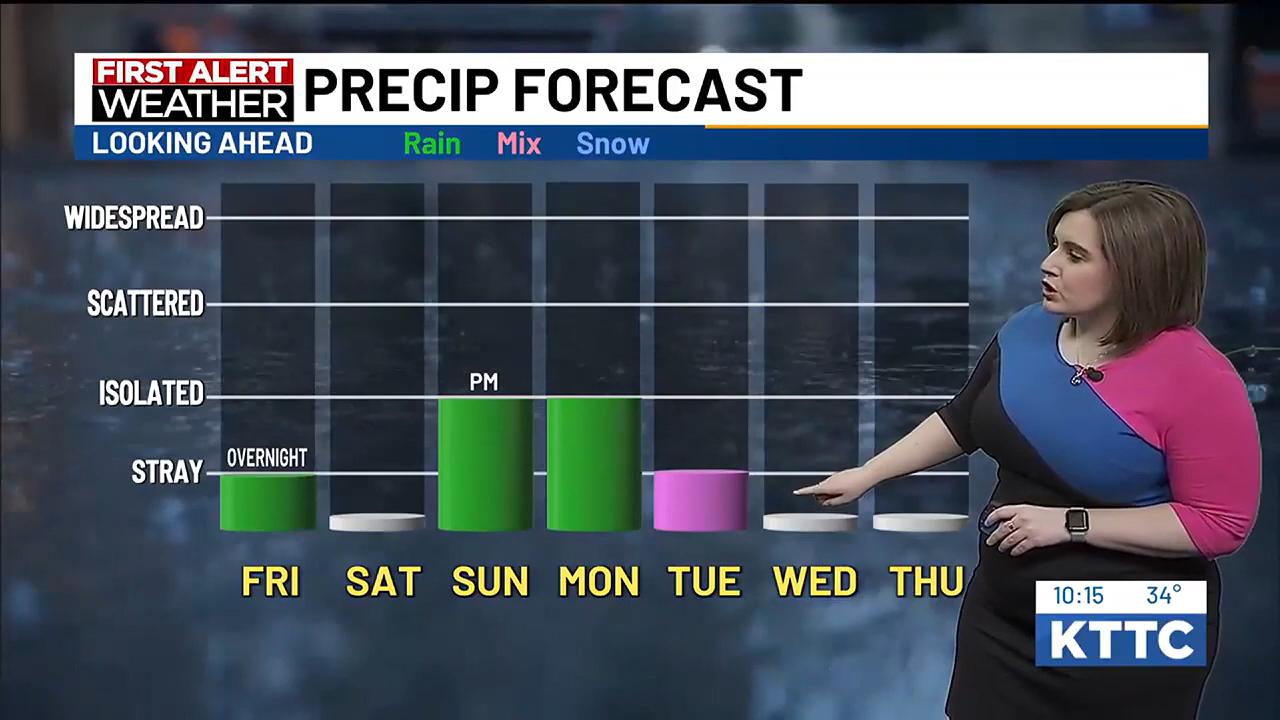 FIRST ALERT
WEATHER
PRECIP FORECAST
LOOKING AHEAD Rain Mix Snow
WIDESPREAD
SCATTERED
PM
ISOLATED
OVERNIGHT
STRAY
FRI SAT SUN MON TUE WED THU
10:15 34°
KTTC